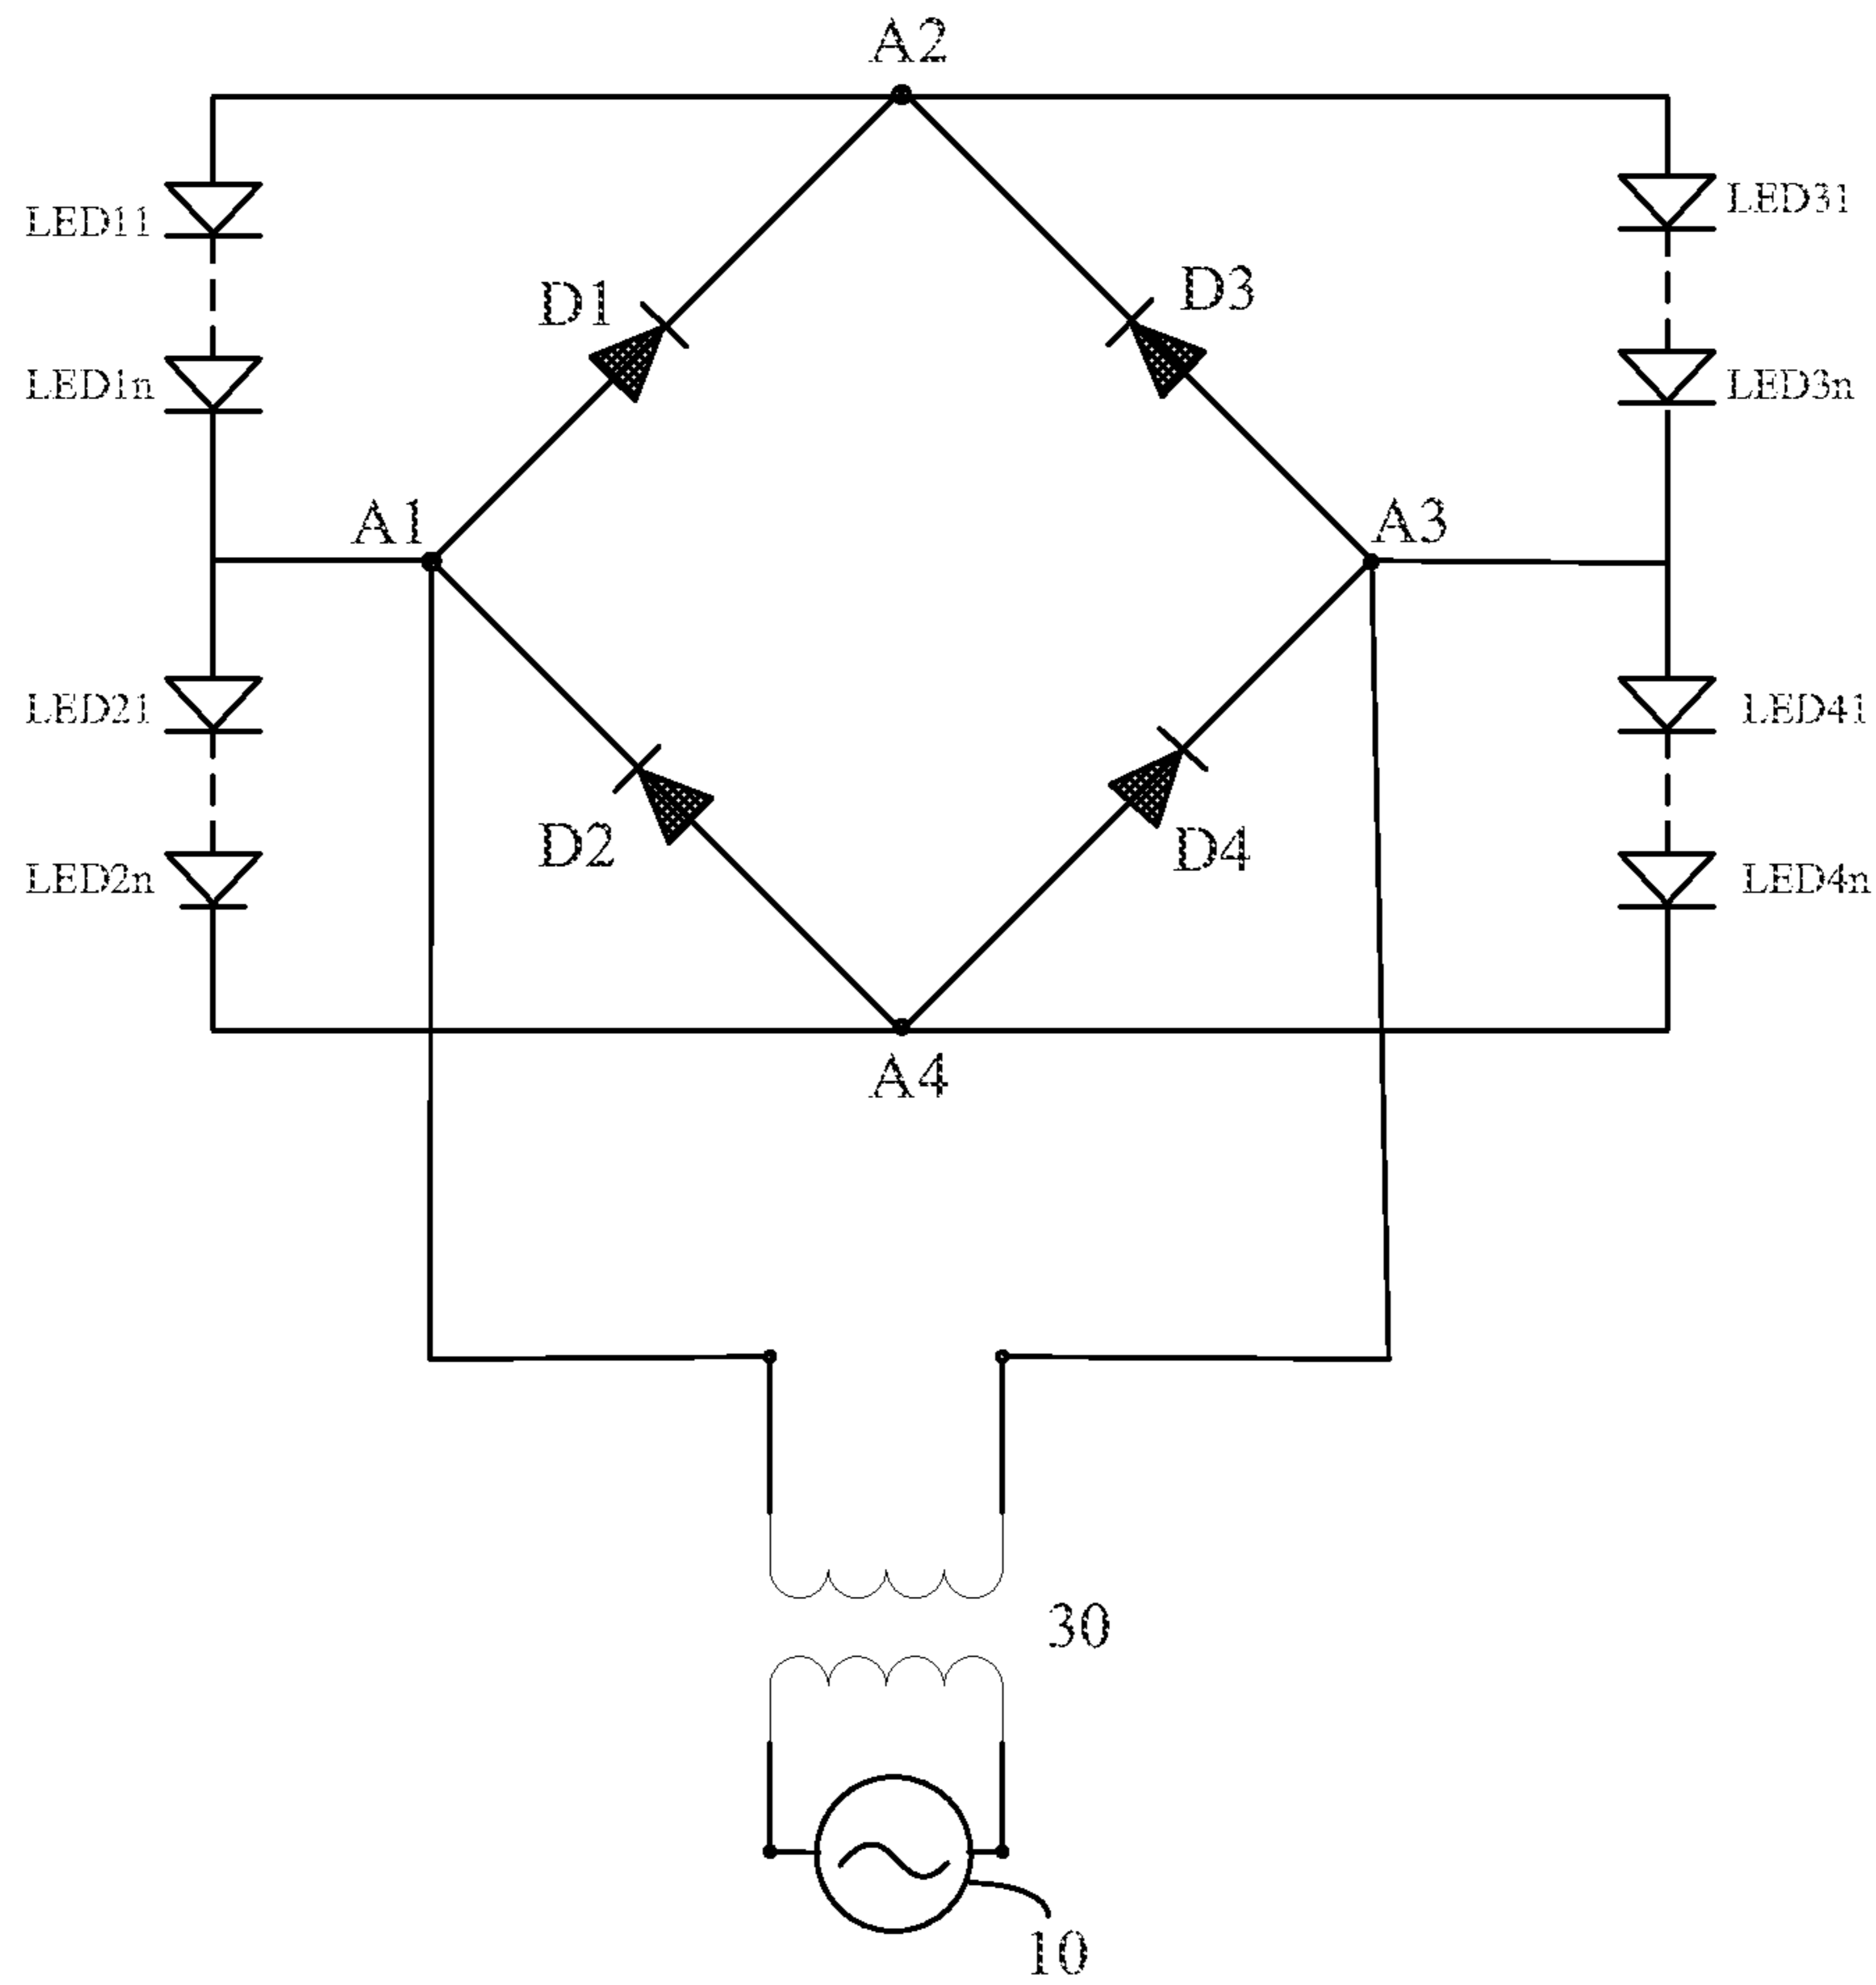 A2
LED11
LED31
D1
D3
LED1n
LED3n
A1
A3
LED21
LED41
D2
D4
LED2n
LED4n
A4
30
10